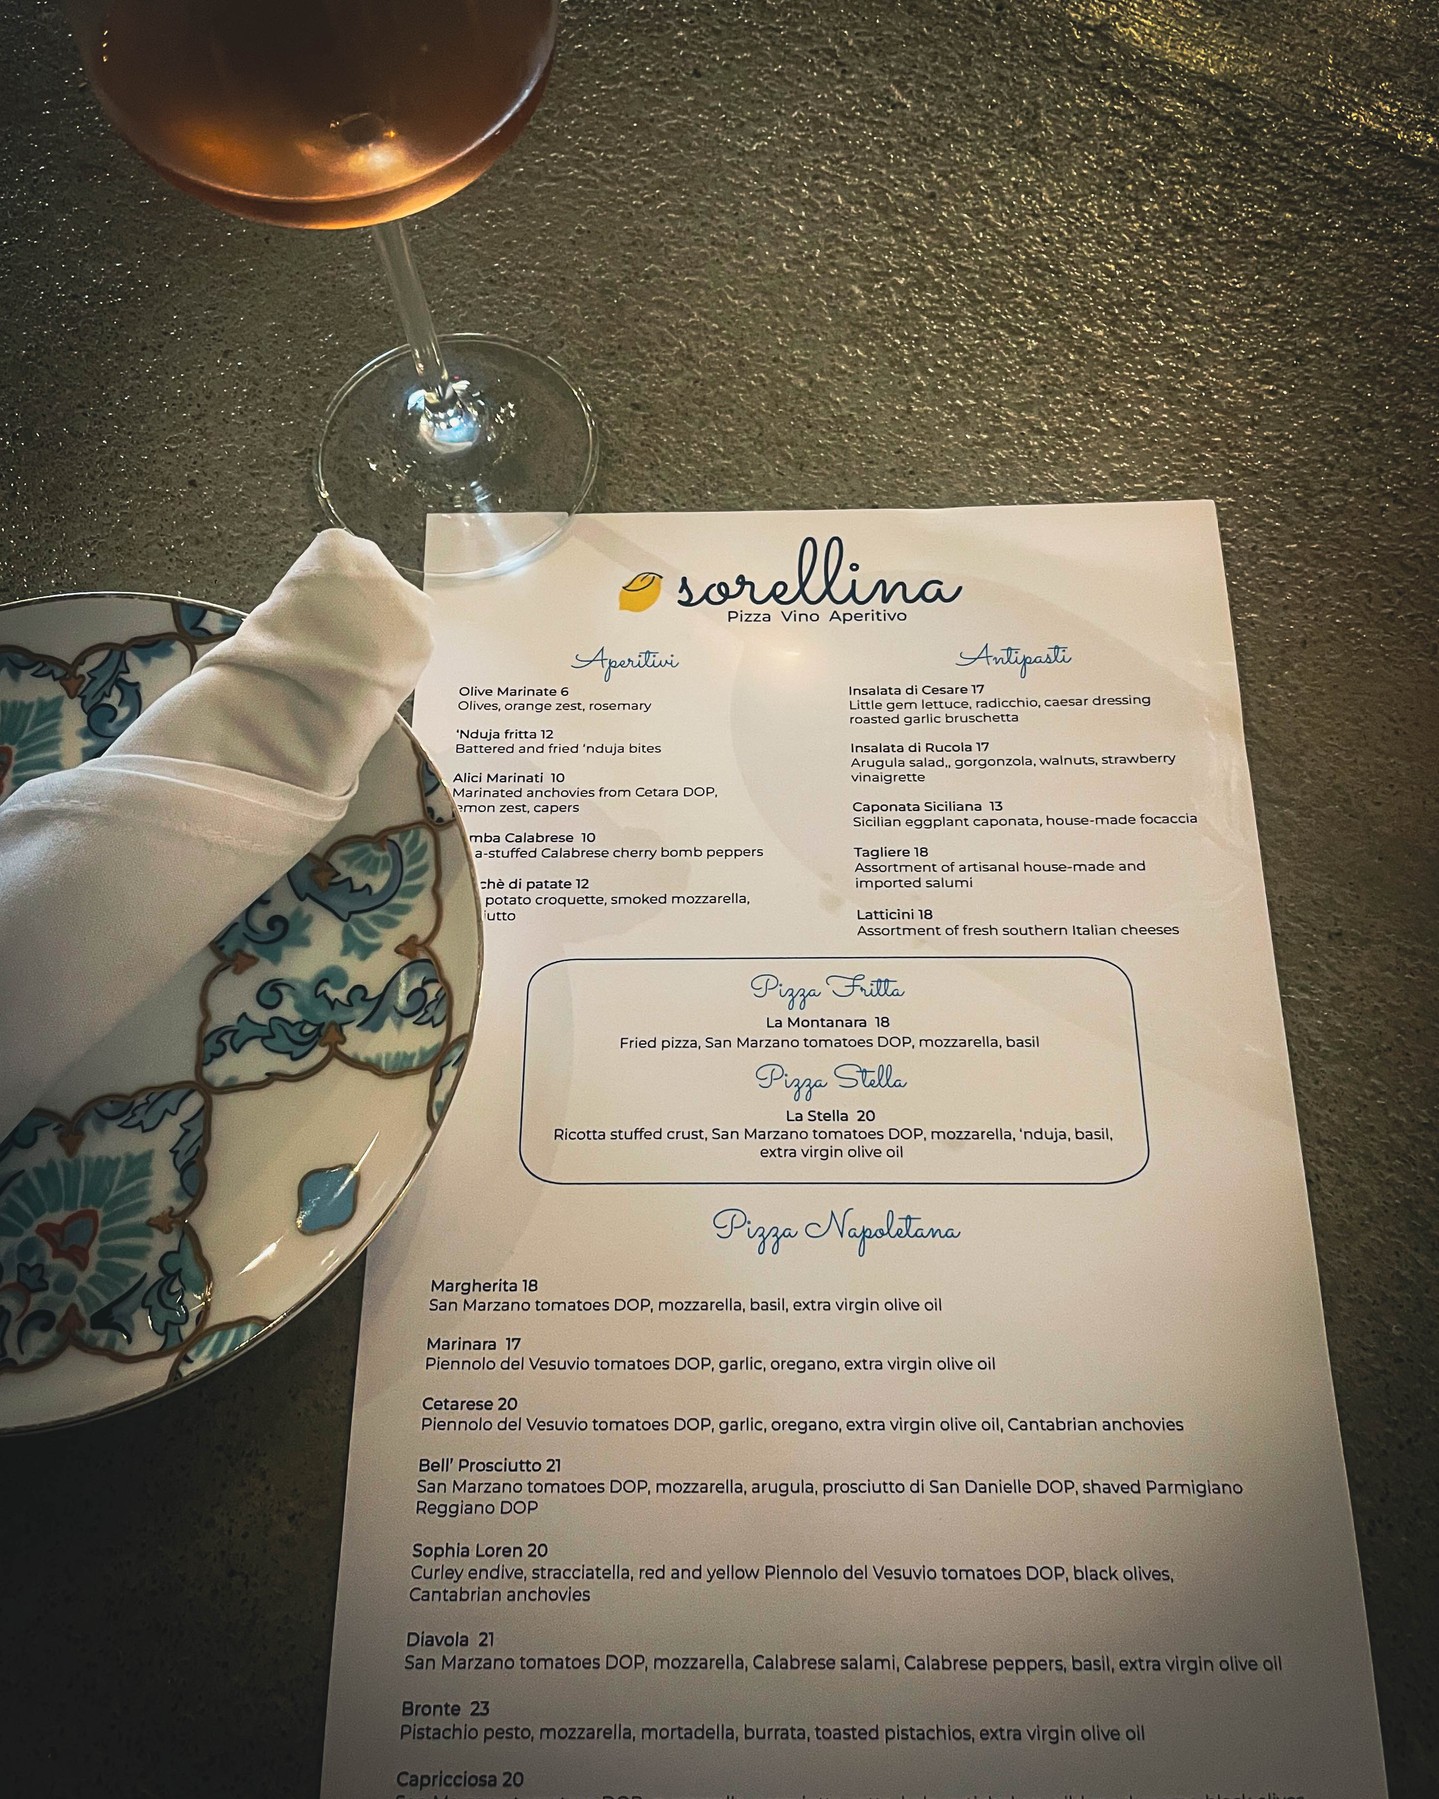 sorellina
Pizza Vino Aperitivo
Aperitivi
Olive Marinate 6
Olives, orange zest, rosemary
‘Nduja fritta 12
Battered and fried ‘nduja bites
Alici Marinati 10
Marinated anchovies from Cetara DOP,
emon zest, capers
mba Calabrese 10
a-stuffed Calabrese cherry bomb peppers
chè di patate 12
potato croquette, smoked mozzarella,
iutto
Antipasti
Insalata di Cesare 17
Little gem lettuce, radicchio, caesar dressing
roasted garlic bruschetta
Insalata di Rucola 17
Arugula salad,, gorgonzola, walnuts, strawberry
vinaigrette
Caponata Siciliana 13
Sicilian eggplant caponata, house-made focaccia
Tagliere 18
Assortment of artisanal house-made and
imported salumi
Latticini 18
Assortment of fresh southern Italian cheeses
Pizza Fritta
La Montanara 18
Fried pizza, San Marzano tomatoes DOP, mozzarella, basil
Pizza Stella
La Stella 20
Ricotta stuffed crust, San Marzano tomatoes DOP, mozzarella, ‘nduja, basil,
extra virgin olive oil
Pizza Napoletana
Margherita 18
San Marzano tomatoes DOP, mozzarella, basil, extra virgin olive oil
Marinara 17
Piennolo del Vesuvio tomatoes DOP, garlic, oregano, extra virgin olive oil
Cetarese 20
Piennolo del Vesuvio tomatoes DOP, garlic, oregano, extra virgin olive oil, Cantabrian anchovies
Bell’ Prosciutto 21
San Marzano tomatoes DOP, mozzarella, arugula, prosciutto di San Danielle DOP, shaved Parmigiano
Reggiano DOP
Sophia Loren 20
Curley endive, stracciatella, red and yellow Piennolo del Vesuvio tomatoes DOP, black olives,
Cantabrian anchovies
Diavola 21
San Marzano tomatoes DOP, mozzarella, Calabrese salami, Calabrese peppers, basil, extra virgin olive oil
Bronte 23
Pistachio pesto, mozzarella, mortadella, burrata, toasted pistachios, extra virgin olive oil
Capricciosa 20